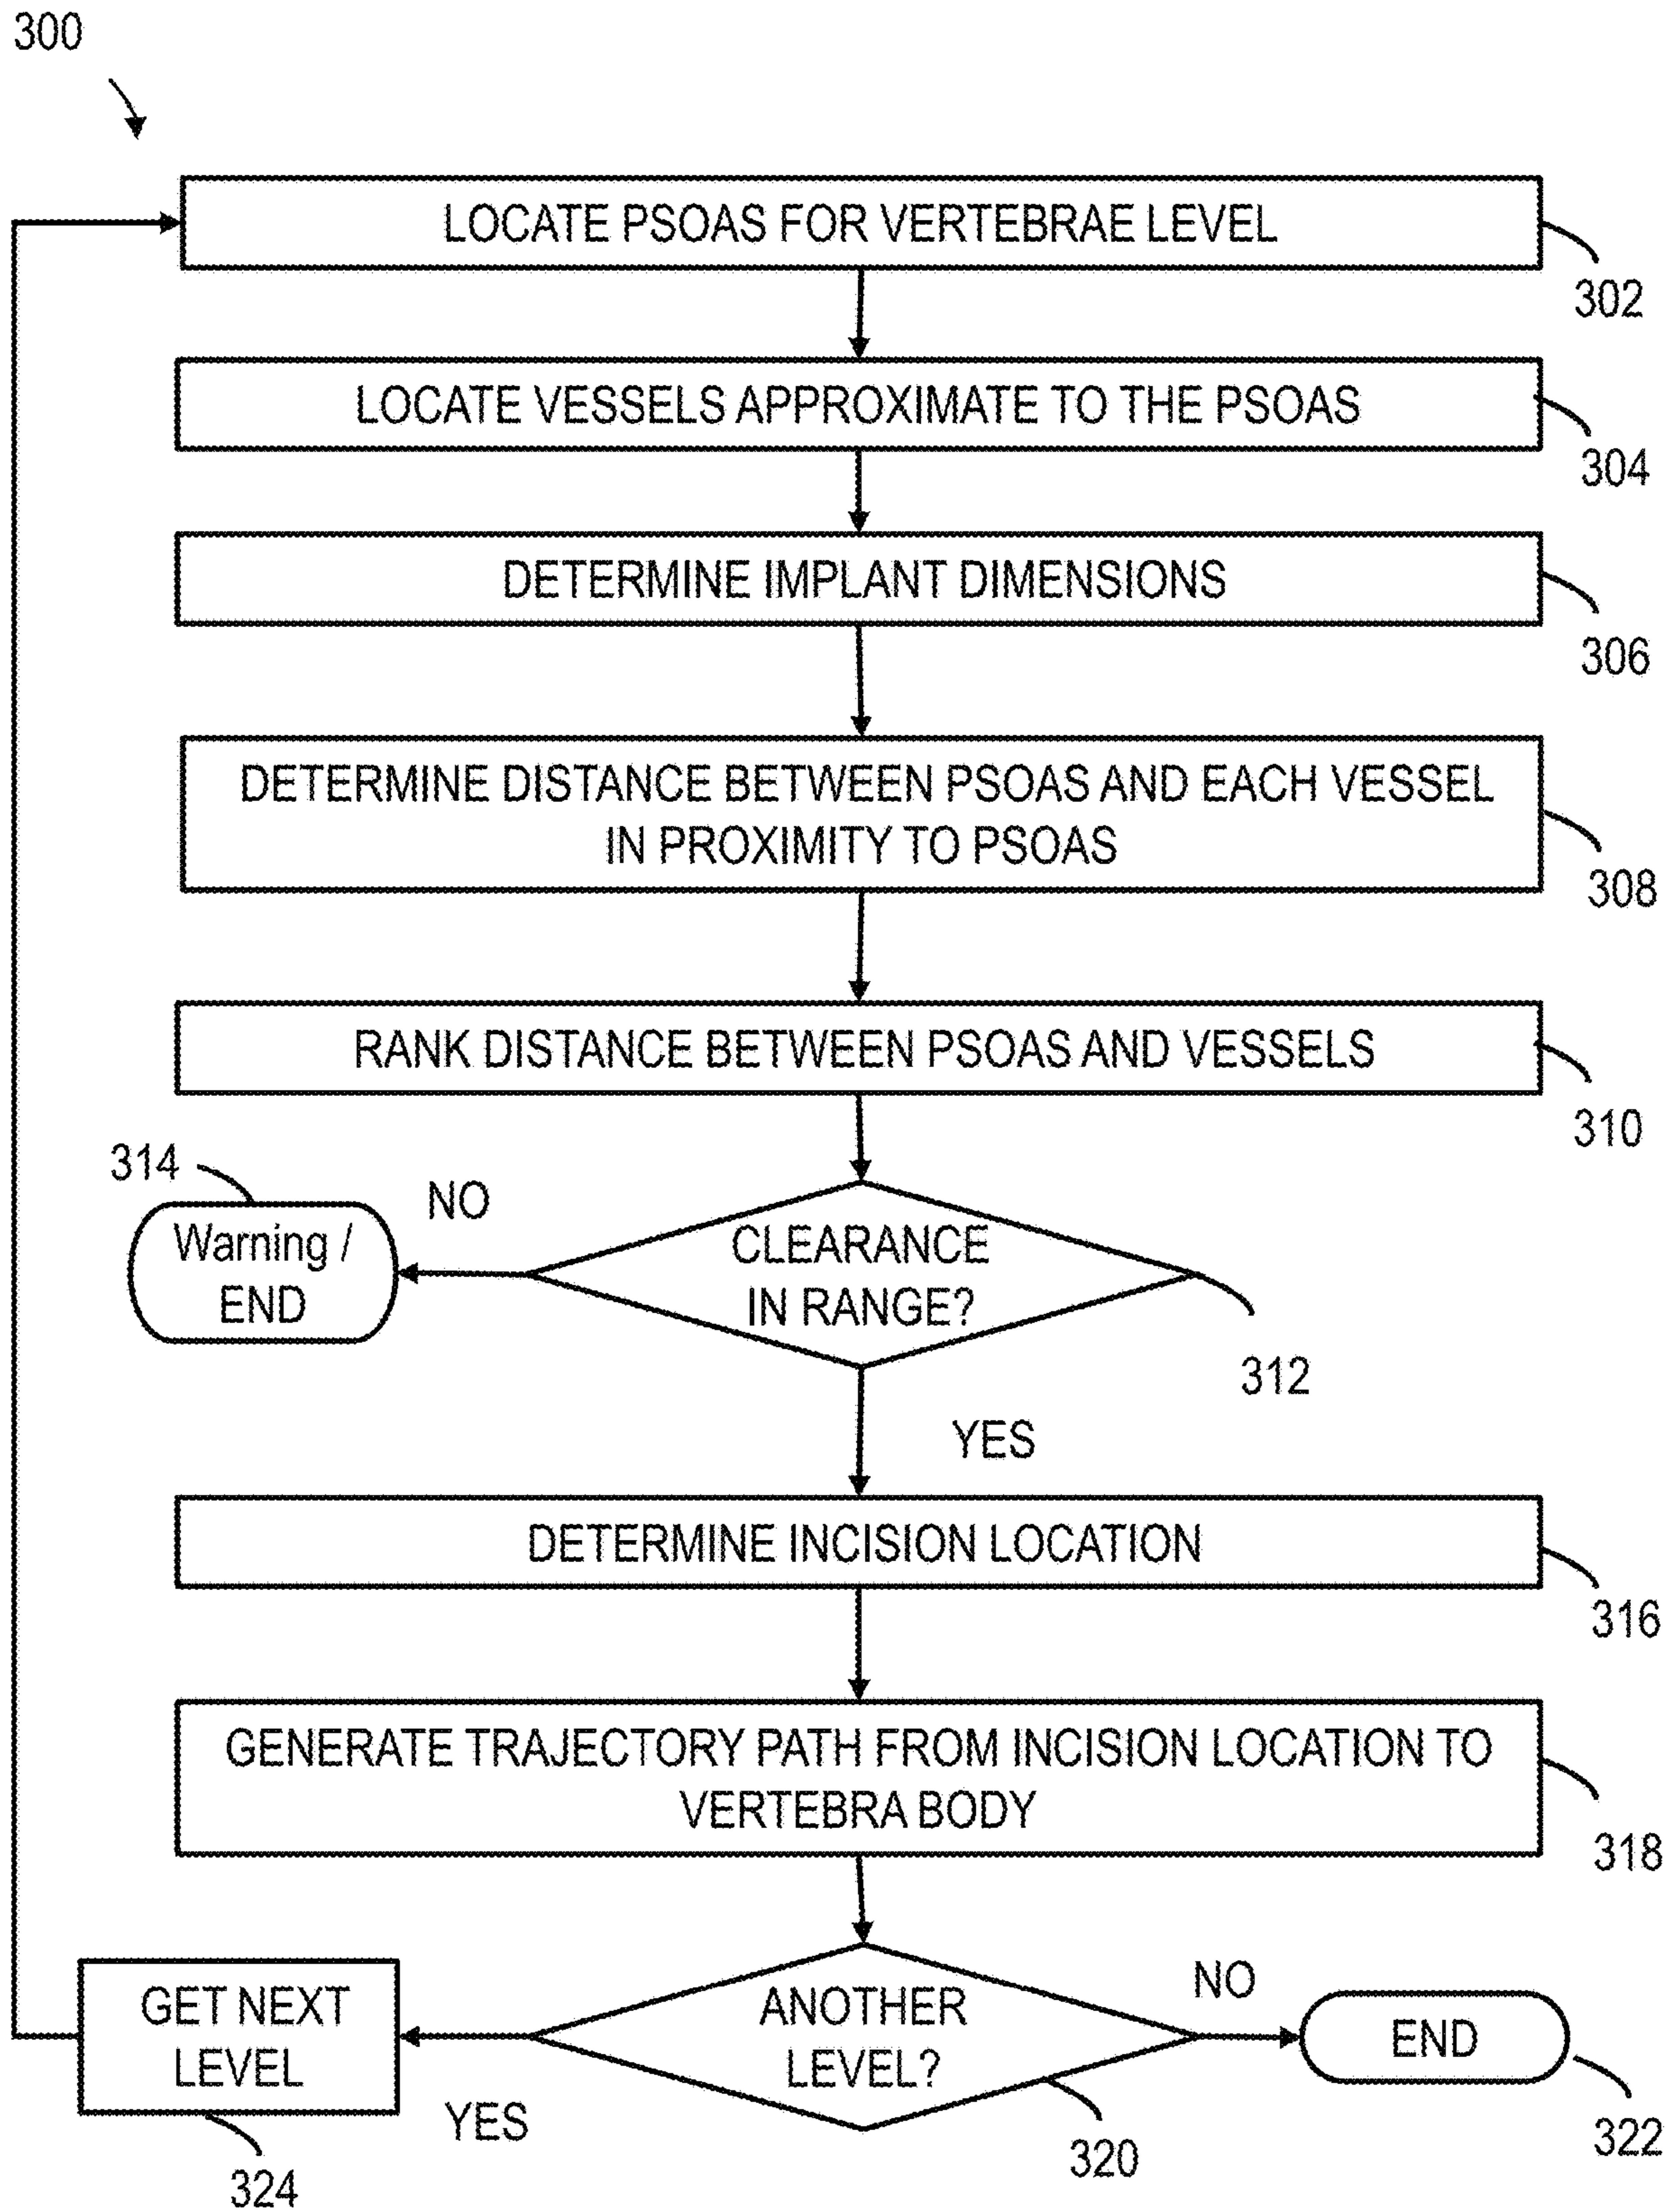 300
LOCATE PSOAS FOR VERTEBRAE LEVEL
302
LOCATE VESSELS APPROXIMATE TO THE PSOAS
304
DETERMINE IMPLANT DIMENSIONS
306
DETERMINE DISTANCE BETWEEN PSOAS AND EACH VESSEL
IN PROXIMITY TO PSOAS
308
RANK DISTANCE BETWEEN PSOAS AND VESSELS
310
314
NO
Warning /
END
CLEARANCE
IN RANGE?
312
YES
DETERMINE INCISION LOCATION
316
GENERATE TRAJECTORY PATH FROM INCISION LOCATION TO
VERTEBRA BODY
318
GET NEXT
LEVEL
324
YES
ANOTHER
LEVEL?
320
NO
END
322